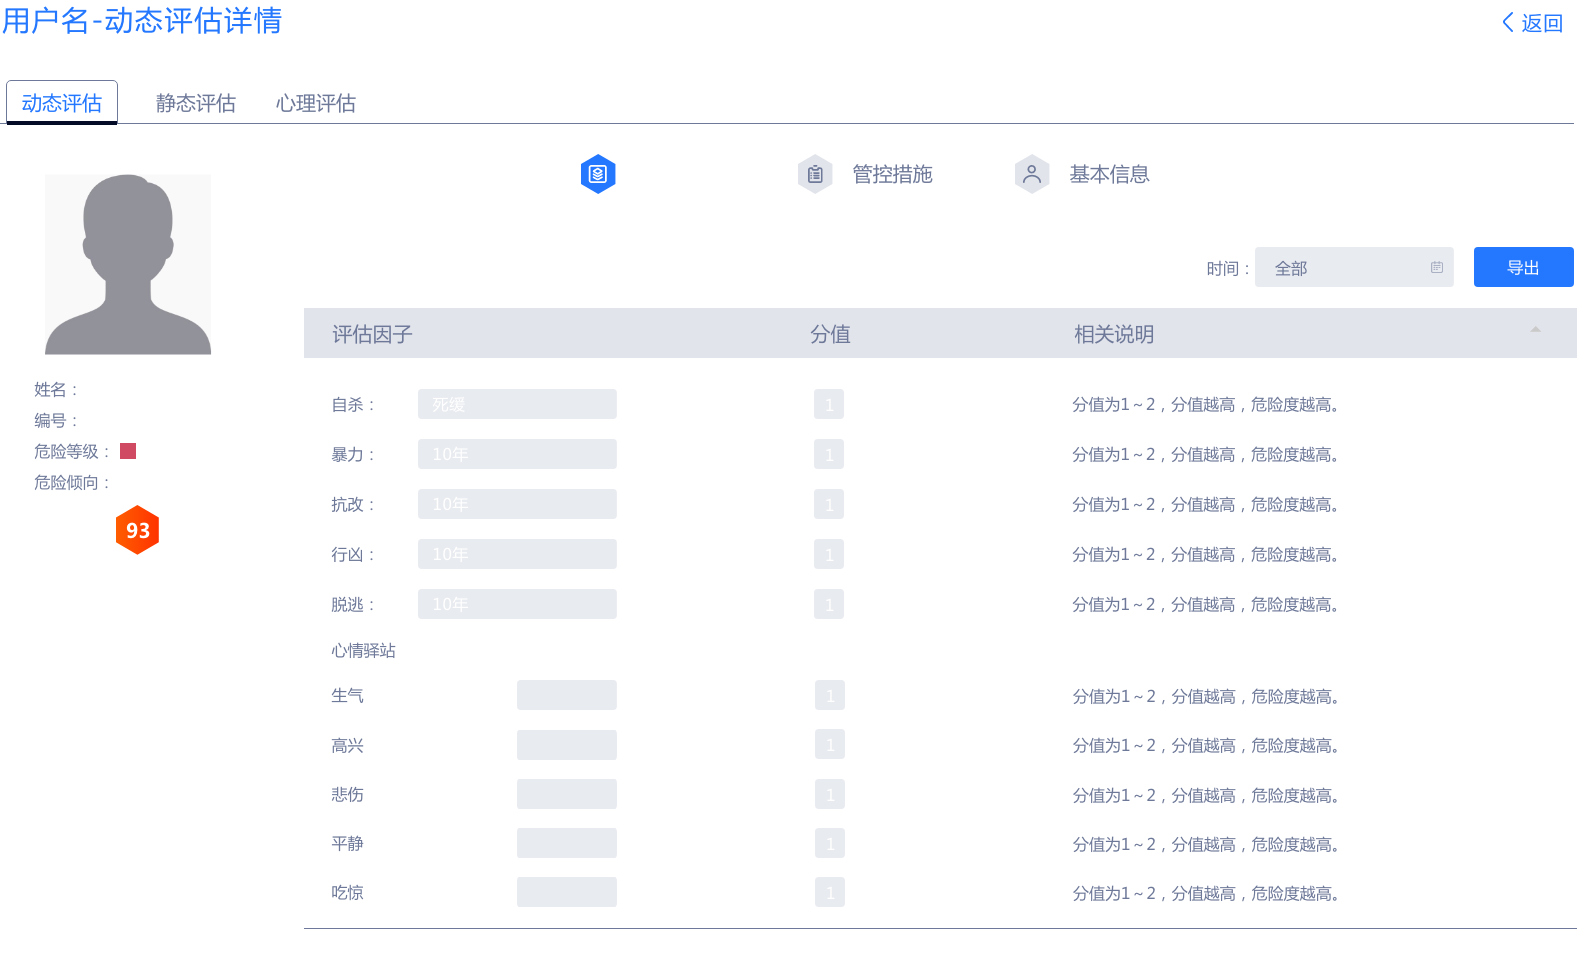 用户名-动态评估详情
返回
动态评估 静态评估 心理评估
管控措施 基本信息
时间： 全部 导出
评估因子 分值 相关说明
姓名：
编号：
危险等级：
危险倾向：
93
自杀： 死缓 1 分值为1~2，分值越高，危险度越高。
暴力： 10年 1 分值为1~2，分值越高，危险度越高。
抗改： 10年 1 分值为1~2，分值越高，危险度越高。
行凶： 10年 1 分值为1~2，分值越高，危险度越高。
脱逃： 10年 1 分值为1~2，分值越高，危险度越高。
心情驿站
生气 1 分值为1~2，分值越高，危险度越高。
高兴 1 分值为1~2，分值越高，危险度越高。
悲伤 1 分值为1~2，分值越高，危险度越高。
平静 1 分值为1~2，分值越高，危险度越高。
吃惊 1 分值为1~2，分值越高，危险度越高。